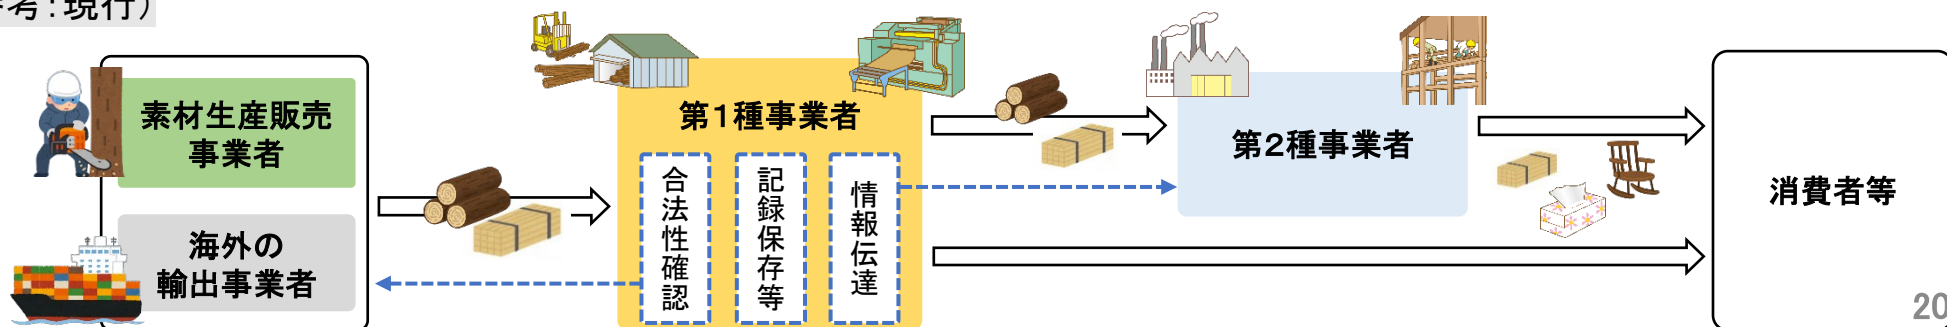 考：現行）
素材生産販売
事業者
海外の
輸出事業者
第1種事業者
合法性確認
記録保存等
情報伝達
第2種事業者
消費者等
20